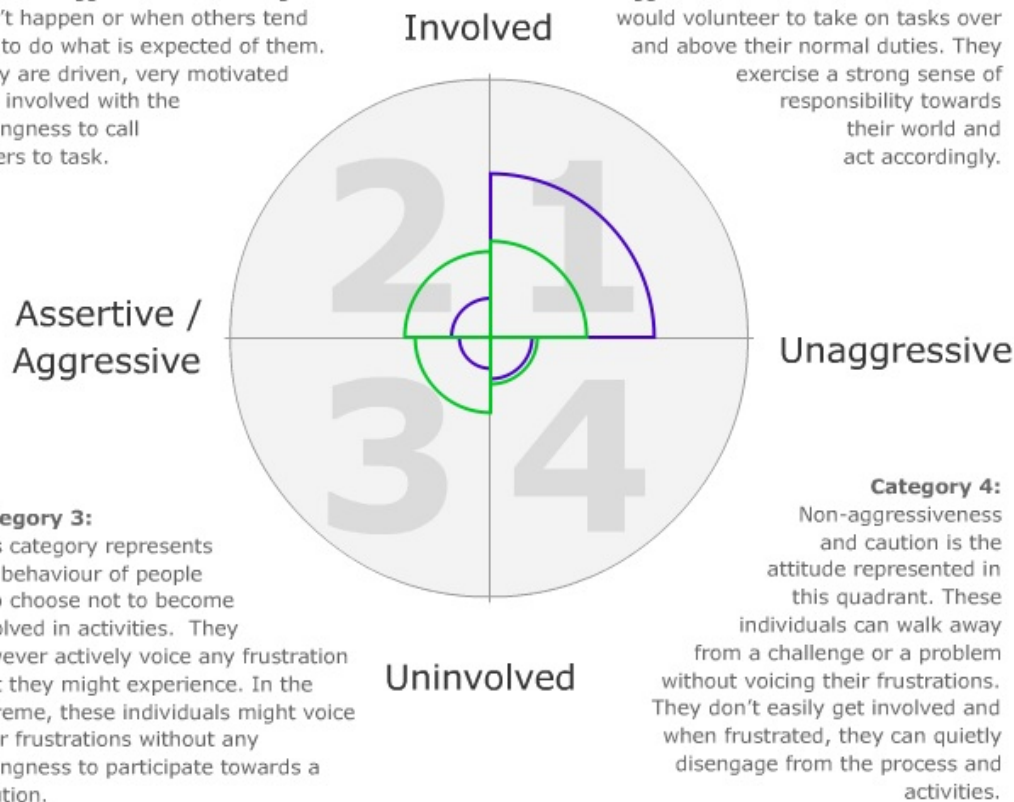 't happen or when others tend
to do what is expected of them.
y are driven, very motivated
involved with the
ngness to call
ers to task.
Involved
would volunteer to take on tasks over
and above their normal duties. They
exercise a strong sense of
responsibility towards
their world and
act accordingly.
2
1
Assertive /
Aggressive
Unaggressive
3
4
egory 3:
s category represents
behaviour of people
o choose not to become
olved in activities. They
vever actively voice any frustration
t they might experience. In the
reme, these individuals might voice
r frustrations without any
ngness to participate towards a
ution.
Uninvolved
Category 4:
Non-aggressiveness
and caution is the
attitude represented in
this quadrant. These
individuals can walk away
from a challenge or a problem
without voicing their frustrations.
They don't easily get involved and
when frustrated, they can quietly
disengage from the process and
activities.